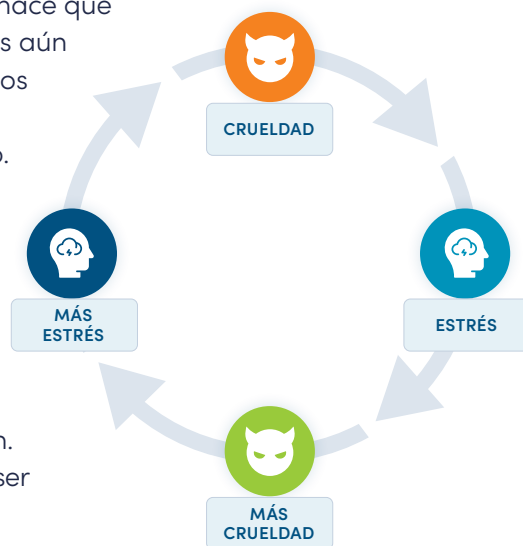 hace que
s aún
os
.
CRUELDAD
MÁS
ESTRÉS
ESTRÉS
n.
ser
MÁS
CRUELDAD